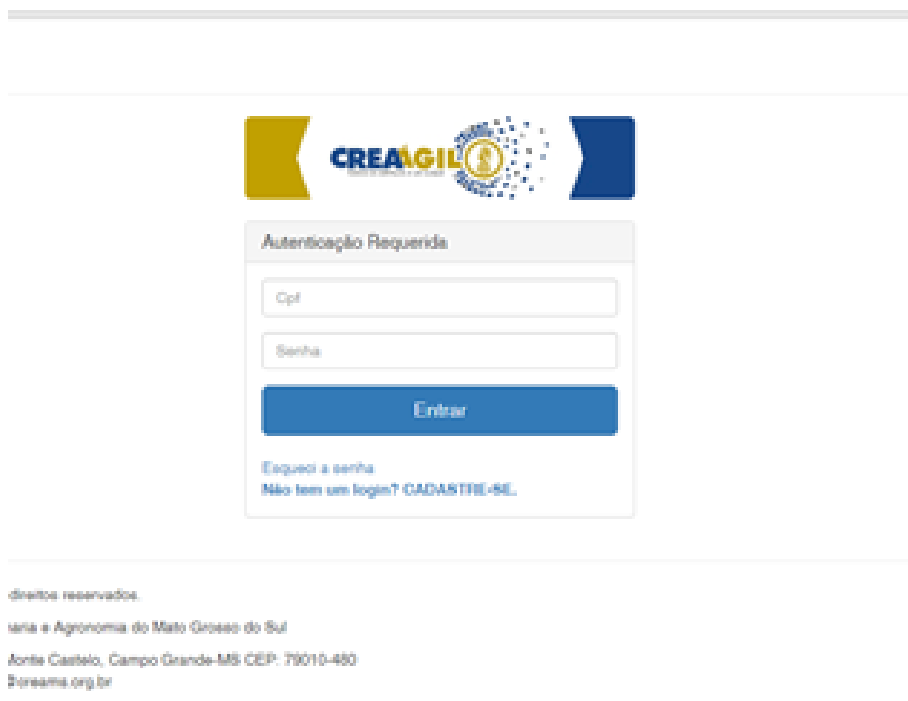 CREAÁGIL
Autenticação Requerida
Cpf
Senha
Entrar
Esqueci a senha
Não tem um login? CADASTRE-SE.
direitos reservados.
aria e Agronomia do Mato Grosso do Sul
Monte Castelo, Campo Grande-MS CEP: 79010-480
@creams.org.br